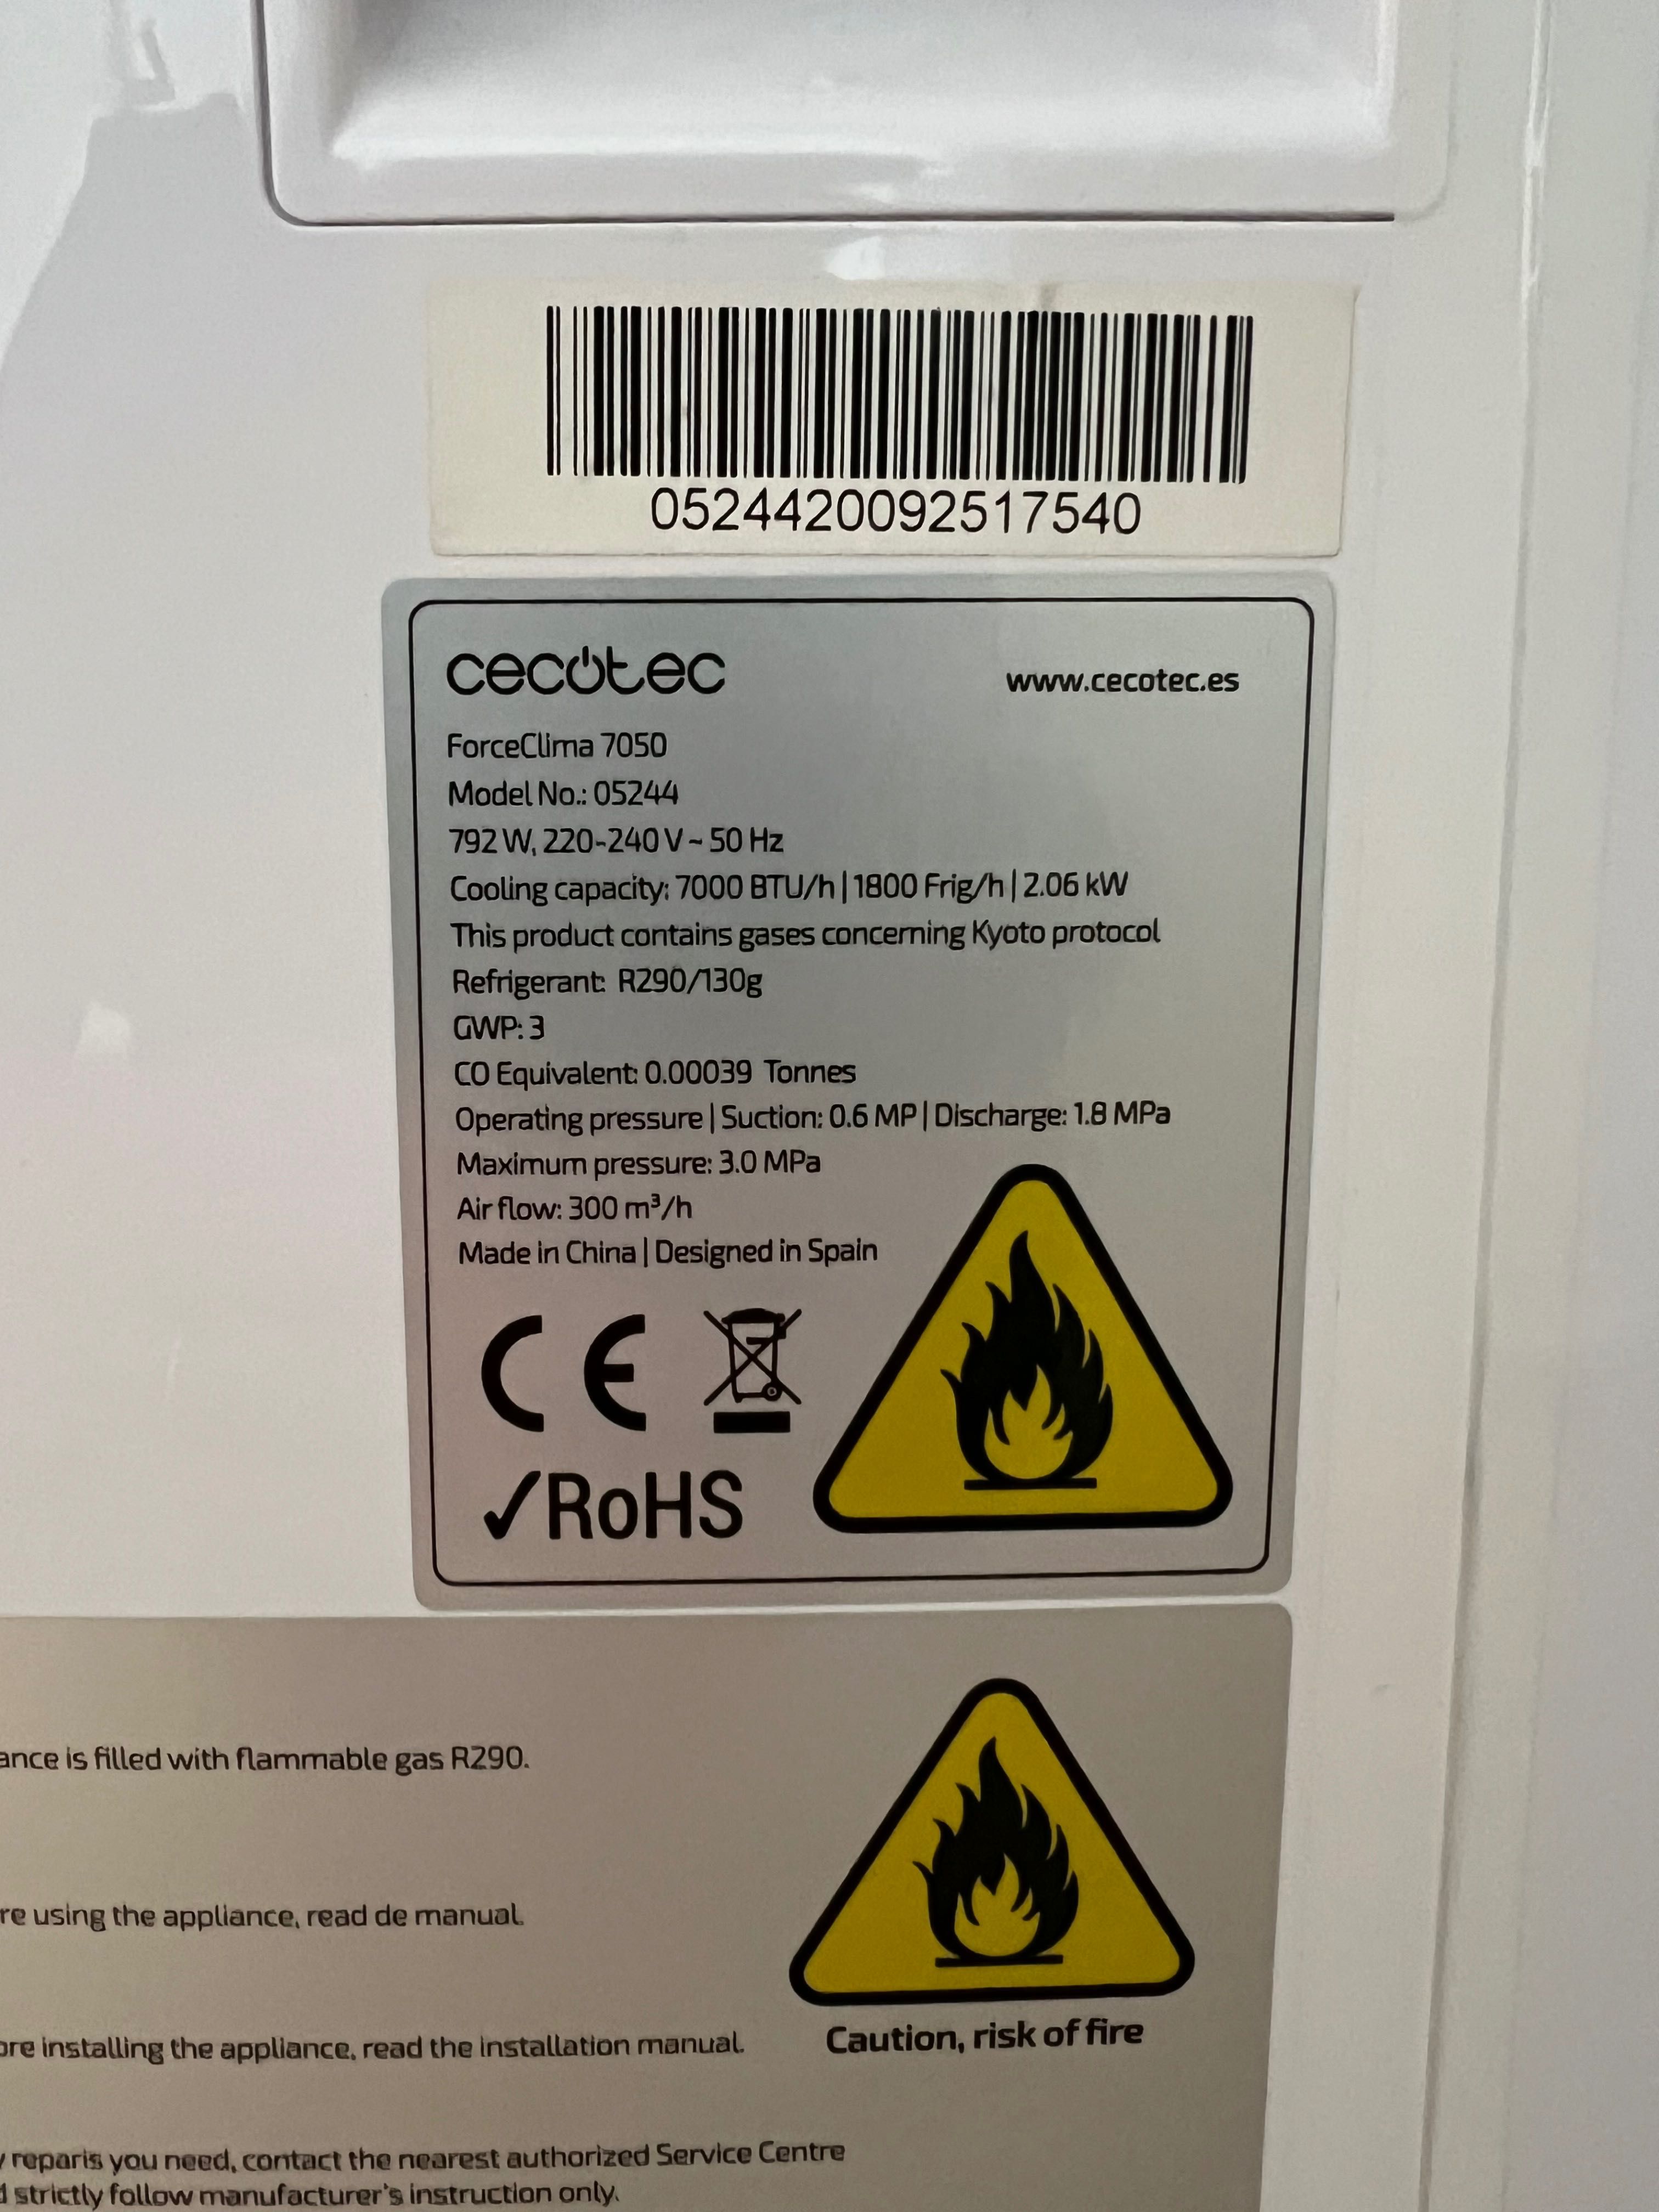 0524420092517540
cecotec www.cecotec.es
ForceClima 7050
Model No.: 05244
792 W, 220-240 V ~ 50 Hz
Cooling capacity: 7000 BTU/h | 1800 Frig/h | 2.06 kW
This product contains gases concerning Kyoto protocol
Refrigerant: R290/130g
GWP: 3
CO Equivalent: 0.00039 Tonnes
Operating pressure | Suction: 0.6 MP | Discharge: 1.8 MPa
Maximum pressure: 3.0 MPa
Air flow: 300 m³/h
Made in China | Designed in Spain
CE
✓RoHS
is filled with flammable gas R290.
using the appliance, read de manual.
installing the appliance, read the installation manual.
Caution, risk of fire
reparis you need, contact the nearest authorized Service Centre
strictly follow manufacturer's instruction only.